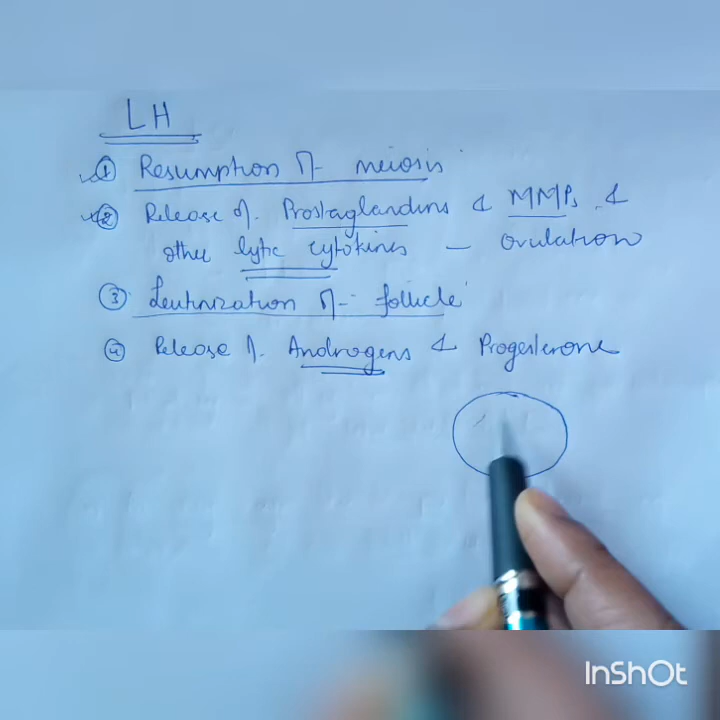 LH
① Resumption of meiosis
② Release of Prostaglandins & MMPs &
other lytic cytokines – ovulation
③ Leutinization of follicle
④ Release of Androgens & Progesterone
InShOt